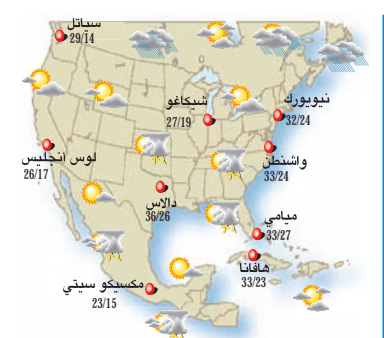 سياتل
29/14
نيويورك
32/24
شيكاغو
27/19
واشنطن
33/24
لوس أنجليس
26/17
دالاس
36/26
ميامي
33/27
هافانا
33/23
مكسيكو سيتي
23/15